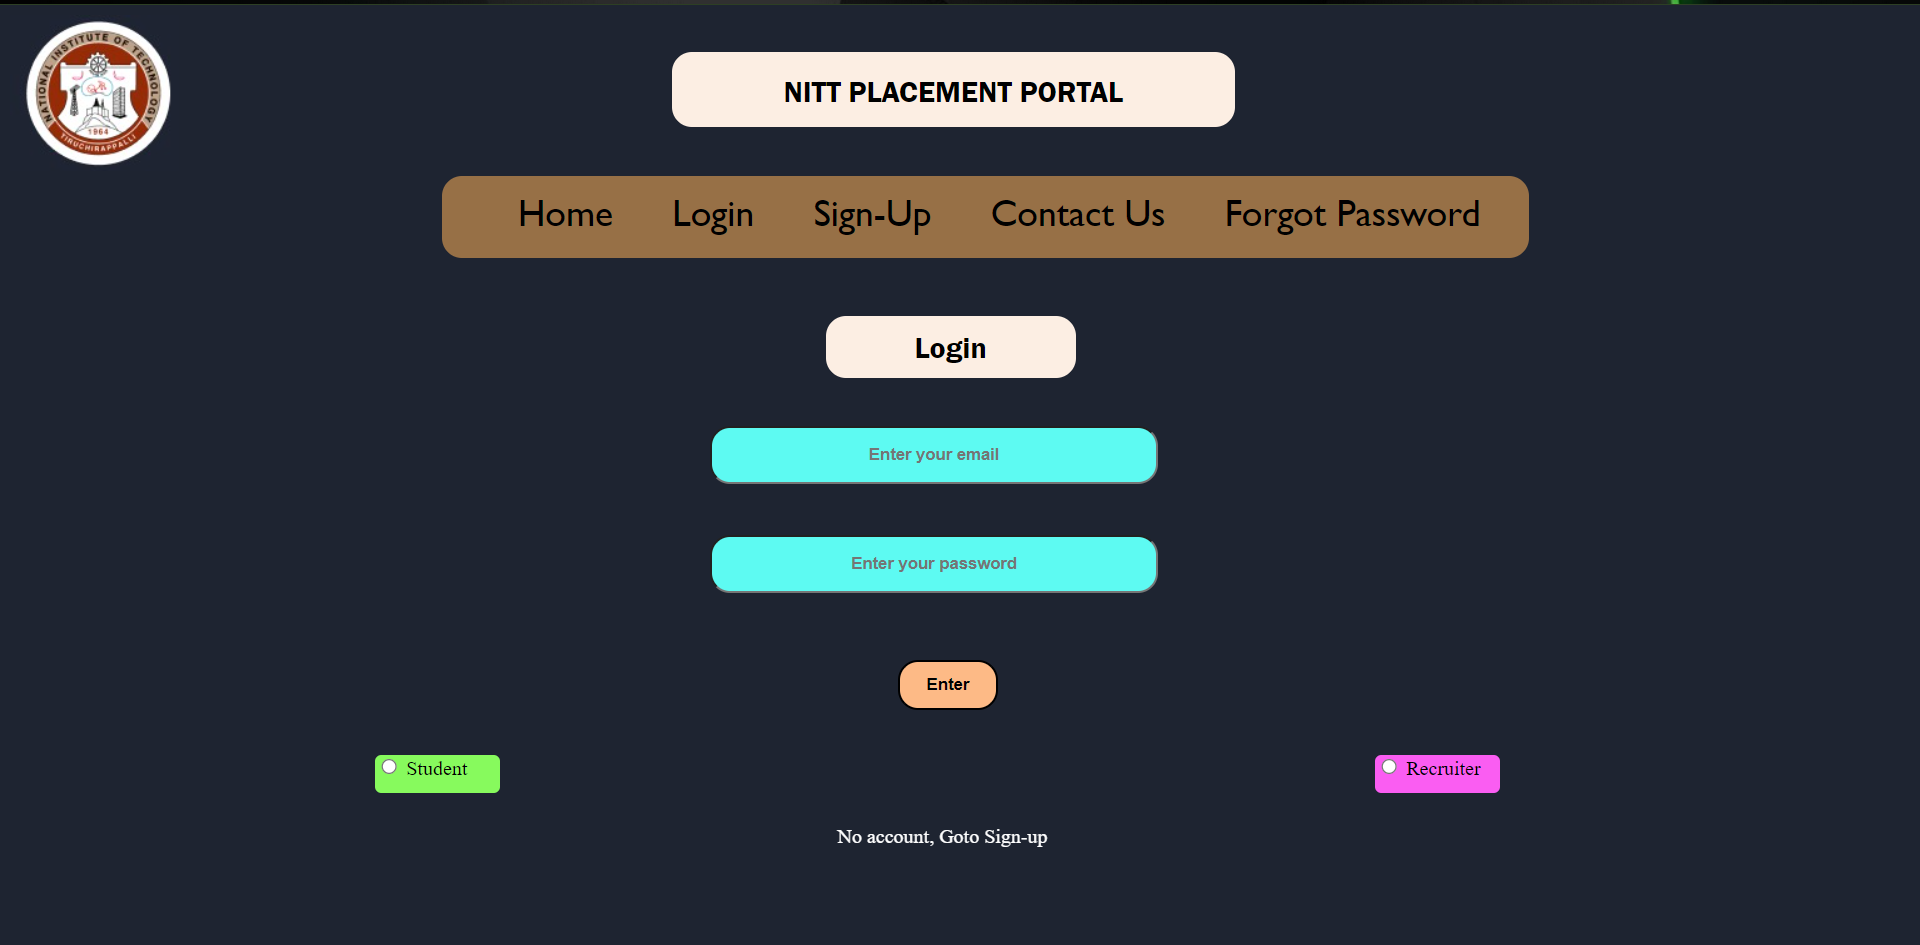 NATIONAL INSTITUTE OF TECHNOLOGY
1964
TIRUCHIRAPPALLI
NITT PLACEMENT PORTAL
Home Login Sign-Up Contact Us Forgot Password
Login
Enter your email
Enter your password
Enter
Student Recruiter
No account, Goto Sign-up